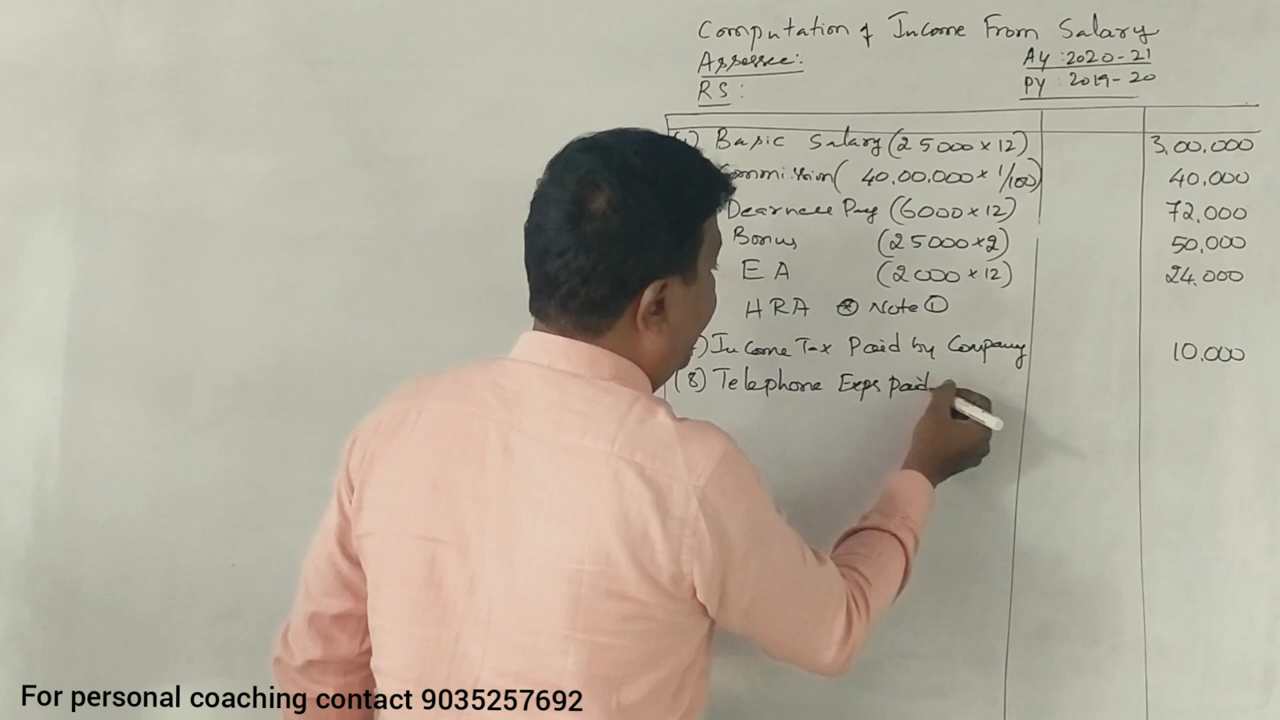 Computation of Income From Salary
Assessee:
AY : 2020-21
RS :
PY : 2019-20
Basic Salary (25000 × 12) 3,00,000
Commission ( 40,00,000 × 1/100) 40,000
Dearness Pay (6000 × 12) 72,000
Bonus (25000 × 2) 50,000
EA (2000 × 12) 24,000
HRA Note ①
) Income Tax Paid by Company 10,000
(8) Telephone Exps paid
For personal coaching contact 9035257692